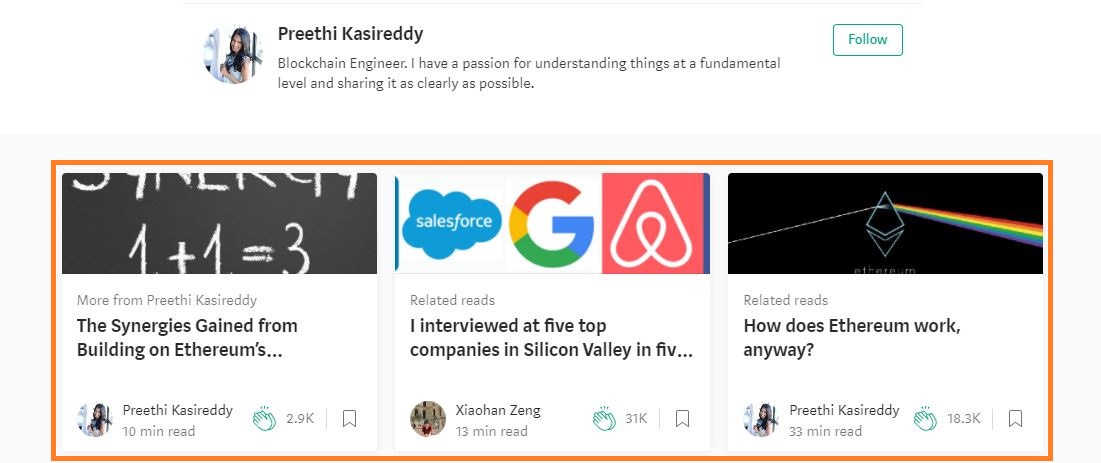 Preethi Kasireddy
Follow
Blockchain Engineer. I have a passion for understanding things at a fundamental
level and sharing it as clearly as possible.
SYNERGY
1+1=3
More from Preethi Kasireddy
The Synergies Gained from
Building on Ethereum's...
Preethi Kasireddy
2.9K
10 min read
salesforce
G
Related reads
I interviewed at five top
companies in Silicon Valley in fiv...
Xiaohan Zeng
31K
13 min read
ethereum
Related reads
How does Ethereum work,
anyway?
Preethi Kasireddy
18.3K
33 min read